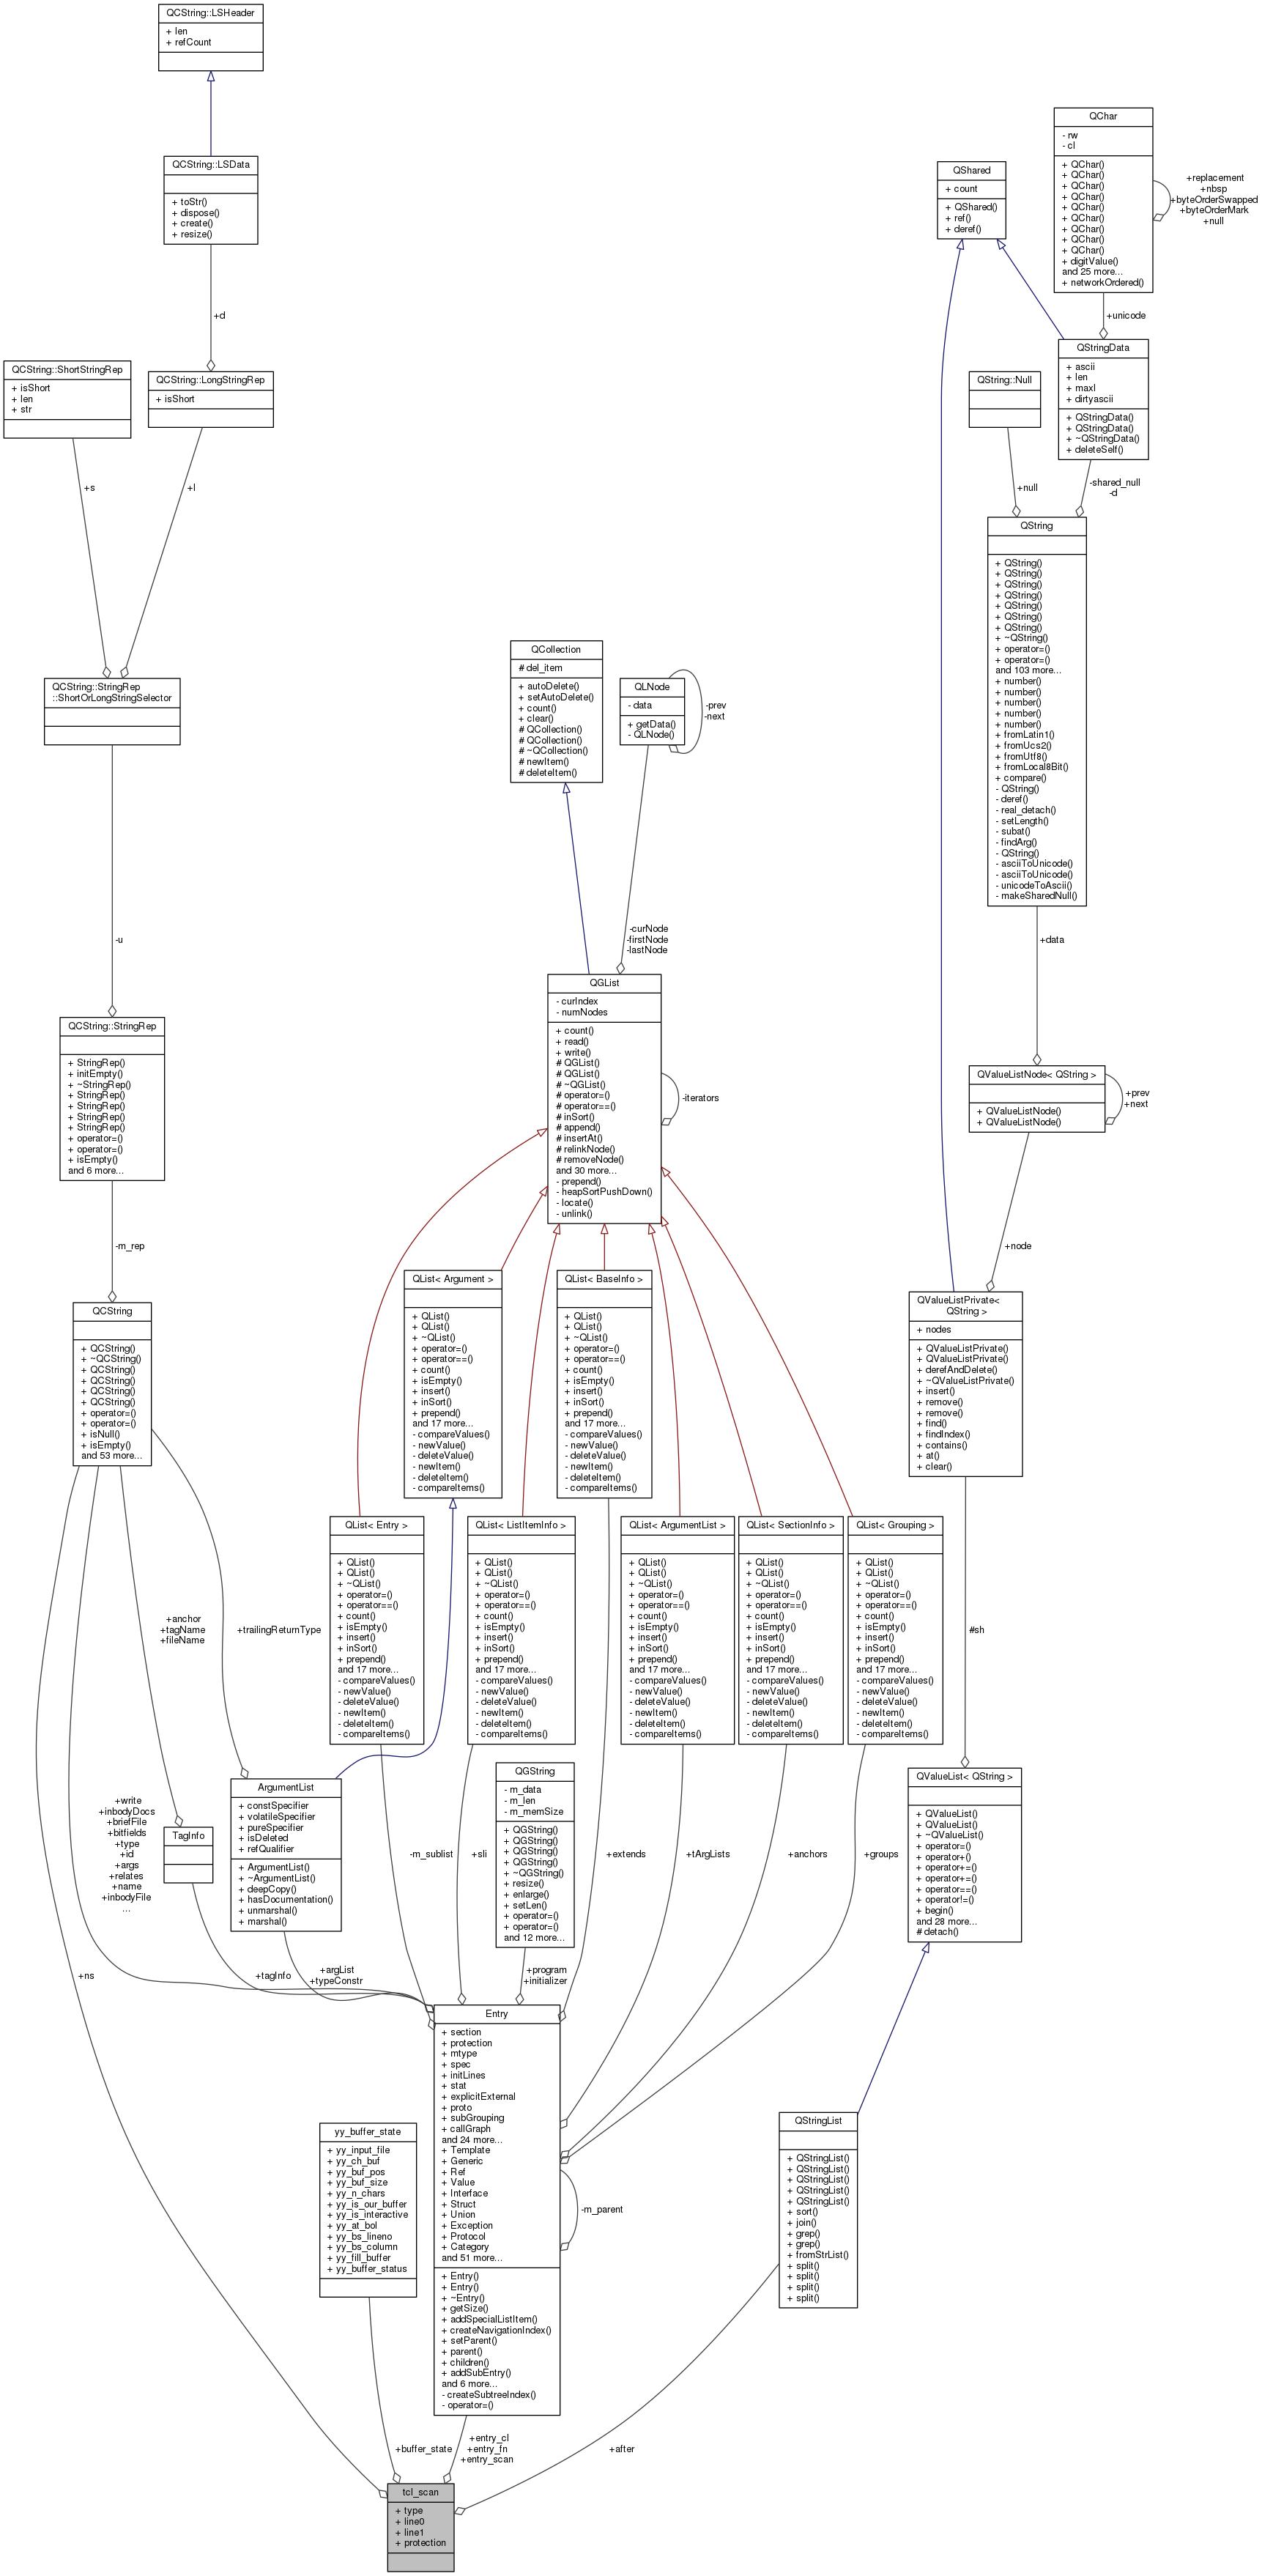 QCString::LSHeader
+ len
+ refCount
QCString::LSData
+ toStr()
+ dispose()
+ create()
+ resize()
+d
QChar
- rw
- cl
+ QChar()
+ QChar()
+ QChar()
+ QChar()
+ QChar()
+ QChar()
+ QChar()
+ QChar()
+ QChar()
+ digitValue()
and 25 more...
+ networkOrdered()
+replacement
+nbsp
+byteOrderSwapped
+byteOrderMark
+null
QShared
+ count
+ QShared()
+ ref()
+ deref()
+unicode
QStringData
+ ascii
+ len
+ maxl
+ dirtyascii
+ QStringData()
+ QStringData()
+ ~QStringData()
+ deleteSelf()
QCString::ShortStringRep
+ isShort
+ len
+ str
QCString::LongStringRep
+ isShort
QString::Null
+s
+l
+null
-shared_null
-d
QString
+ QString()
+ QString()
+ QString()
+ QString()
+ QString()
+ QString()
+ QString()
+ ~QString()
+ operator=()
+ operator=()
and 103 more...
+ number()
+ number()
+ number()
+ number()
+ number()
+ fromLatin1()
+ fromUcs2()
+ fromUtf8()
+ fromLocal8Bit()
+ compare()
- QString()
- deref()
- real_detach()
- setLength()
- subat()
- findArg()
- QString()
- asciiToUnicode()
- asciiToUnicode()
- unicodeToAscii()
- makeSharedNull()
QCString::StringRep
::ShortOrLongStringSelector
QCollection
# del_item
+ autoDelete()
+ setAutoDelete()
+ count()
+ clear()
# QCollection()
# QCollection()
# ~QCollection()
# newItem()
# deleteItem()
QLNode
- data
+ getData()
- QLNode()
-prev
-next
-u
-curNode
-firstNode
-lastNode
+data
QGList
- curIndex
- numNodes
+ count()
+ read()
+ write()
# QGList()
# QGList()
# ~QGList()
# operator=()
# operator==()
# inSort()
# append()
# insertAt()
# relinkNode()
# removeNode()
and 30 more...
- prepend()
- heapSortPushDown()
- locate()
- unlink()
-iterators
QCString::StringRep
+ StringRep()
+ initEmpty()
+ ~StringRep()
+ StringRep()
+ StringRep()
+ StringRep()
+ StringRep()
+ operator=()
+ operator=()
+ isEmpty()
and 6 more...
QValueListNode< QString >
+ QValueListNode()
+ QValueListNode()
+prev
+next
-m_rep
+node
QCString
+ QCString()
+ ~QCString()
+ QCString()
+ QCString()
+ QCString()
+ QCString()
+ operator=()
+ operator=()
+ isNull()
+ isEmpty()
and 53 more...
QList< Argument >
+ QList()
+ QList()
+ ~QList()
+ operator=()
+ operator==()
+ count()
+ isEmpty()
+ insert()
+ inSort()
+ prepend()
and 17 more...
- compareValues()
- newValue()
- deleteValue()
- newItem()
- deleteItem()
- compareItems()
QList< BaseInfo >
+ QList()
+ QList()
+ ~QList()
+ operator=()
+ operator==()
+ count()
+ isEmpty()
+ insert()
+ inSort()
+ prepend()
and 17 more...
- compareValues()
- newValue()
- deleteValue()
- newItem()
- deleteItem()
- compareItems()
QValueListPrivate<
QString >
+ nodes
+ QValueListPrivate()
+ QValueListPrivate()
+ derefAndDelete()
+ ~QValueListPrivate()
+ insert()
+ remove()
+ remove()
+ find()
+ findIndex()
+ contains()
+ at()
+ clear()
QList< Entry >
+ QList()
+ QList()
+ ~QList()
+ operator=()
+ operator==()
+ count()
+ isEmpty()
+ insert()
+ inSort()
+ prepend()
and 17 more...
- compareValues()
- newValue()
- deleteValue()
- newItem()
- deleteItem()
- compareItems()
QList< ListItemInfo >
+ QList()
+ QList()
+ ~QList()
+ operator=()
+ operator==()
+ count()
+ isEmpty()
+ insert()
+ inSort()
+ prepend()
and 17 more...
- compareValues()
- newValue()
- deleteValue()
- newItem()
- deleteItem()
- compareItems()
QList< ArgumentList >
+ QList()
+ QList()
+ ~QList()
+ operator=()
+ operator==()
+ count()
+ isEmpty()
+ insert()
+ inSort()
+ prepend()
and 17 more...
- compareValues()
- newValue()
- deleteValue()
- newItem()
- deleteItem()
- compareItems()
QList< SectionInfo >
+ QList()
+ QList()
+ ~QList()
+ operator=()
+ operator==()
+ count()
+ isEmpty()
+ insert()
+ inSort()
+ prepend()
and 17 more...
- compareValues()
- newValue()
- deleteValue()
- newItem()
- deleteItem()
- compareItems()
QList< Grouping >
+ QList()
+ QList()
+ ~QList()
+ operator=()
+ operator==()
+ count()
+ isEmpty()
+ insert()
+ inSort()
+ prepend()
and 17 more...
- compareValues()
- newValue()
- deleteValue()
- newItem()
- deleteItem()
- compareItems()
+anchor
+tagName
+fileName
+trailingReturnType
#sh
ArgumentList
+ constSpecifier
+ volatileSpecifier
+ pureSpecifier
+ isDeleted
+ refQualifier
+ ArgumentList()
+ ~ArgumentList()
+ deepCopy()
+ hasDocumentation()
+ unmarshal()
+ marshal()
QGString
- m_data
- m_len
- m_memSize
+ QGString()
+ QGString()
+ QGString()
+ QGString()
+ ~QGString()
+ resize()
+ enlarge()
+ setLen()
+ operator=()
+ operator=()
and 12 more...
QValueList< QString >
+ QValueList()
+ QValueList()
+ ~QValueList()
+ operator=()
+ operator+()
+ operator+=()
+ operator+=()
+ operator==()
+ operator!=()
+ begin()
and 28 more...
# detach()
+write
+inbodyDocs
+briefFile
+bitfields
+type
+id
+args
+relates
+name
+inbodyFile
...
TagInfo
-m_sublist
+sli
+extends
+tArgLists
+anchors
+groups
+ns
+tagInfo
+argList
+typeConstr
+program
+initializer
Entry
+ section
+ protection
+ mtype
+ spec
+ initLines
+ stat
+ explicitExternal
+ proto
+ subGrouping
+ callGraph
and 24 more...
+ Template
+ Generic
+ Ref
+ Value
+ Interface
+ Struct
+ Union
+ Exception
+ Protocol
+ Category
and 51 more...
+ Entry()
+ Entry()
+ ~Entry()
+ getSize()
+ addSpecialListItem()
+ createNavigationIndex()
+ setParent()
+ parent()
+ children()
+ addSubEntry()
and 6 more...
- createSubtreeIndex()
- operator=()
-m_parent
yy_buffer_state
+ yy_input_file
+ yy_ch_buf
+ yy_buf_pos
+ yy_buf_size
+ yy_n_chars
+ yy_is_our_buffer
+ yy_is_interactive
+ yy_at_bol
+ yy_bs_lineno
+ yy_bs_column
+ yy_fill_buffer
+ yy_buffer_status
QStringList
+ QStringList()
+ QStringList()
+ QStringList()
+ QStringList()
+ QStringList()
+ sort()
+ join()
+ grep()
+ grep()
+ fromStrList()
+ split()
+ split()
+ split()
+ split()
+buffer_state
+entry_cl
+entry_fn
+entry_scan
+after
tcl_scan
+ type
+ line0
+ line1
+ protection